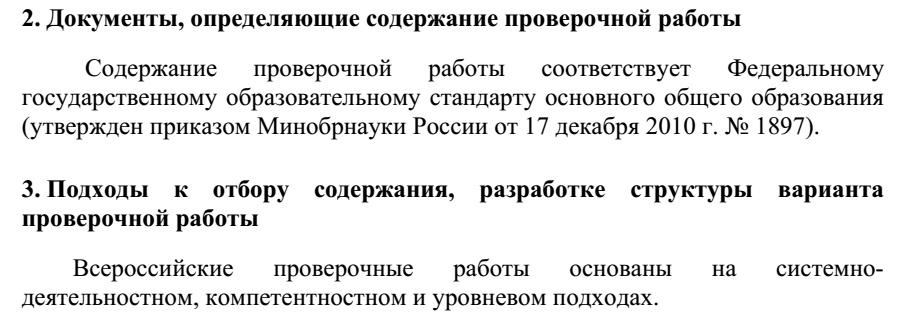 2. Документы, определяющие содержание проверочной работы
Содержание проверочной работы соответствует Федеральному
государственному образовательному стандарту основного общего образования
(утвержден приказом Минобрнауки России от 17 декабря 2010 г. № 1897).
3. Подходы к отбору содержания, разработке структуры варианта
проверочной работы
Всероссийские проверочные работы основаны на системно-
деятельностном, компетентностном и уровневом подходах.